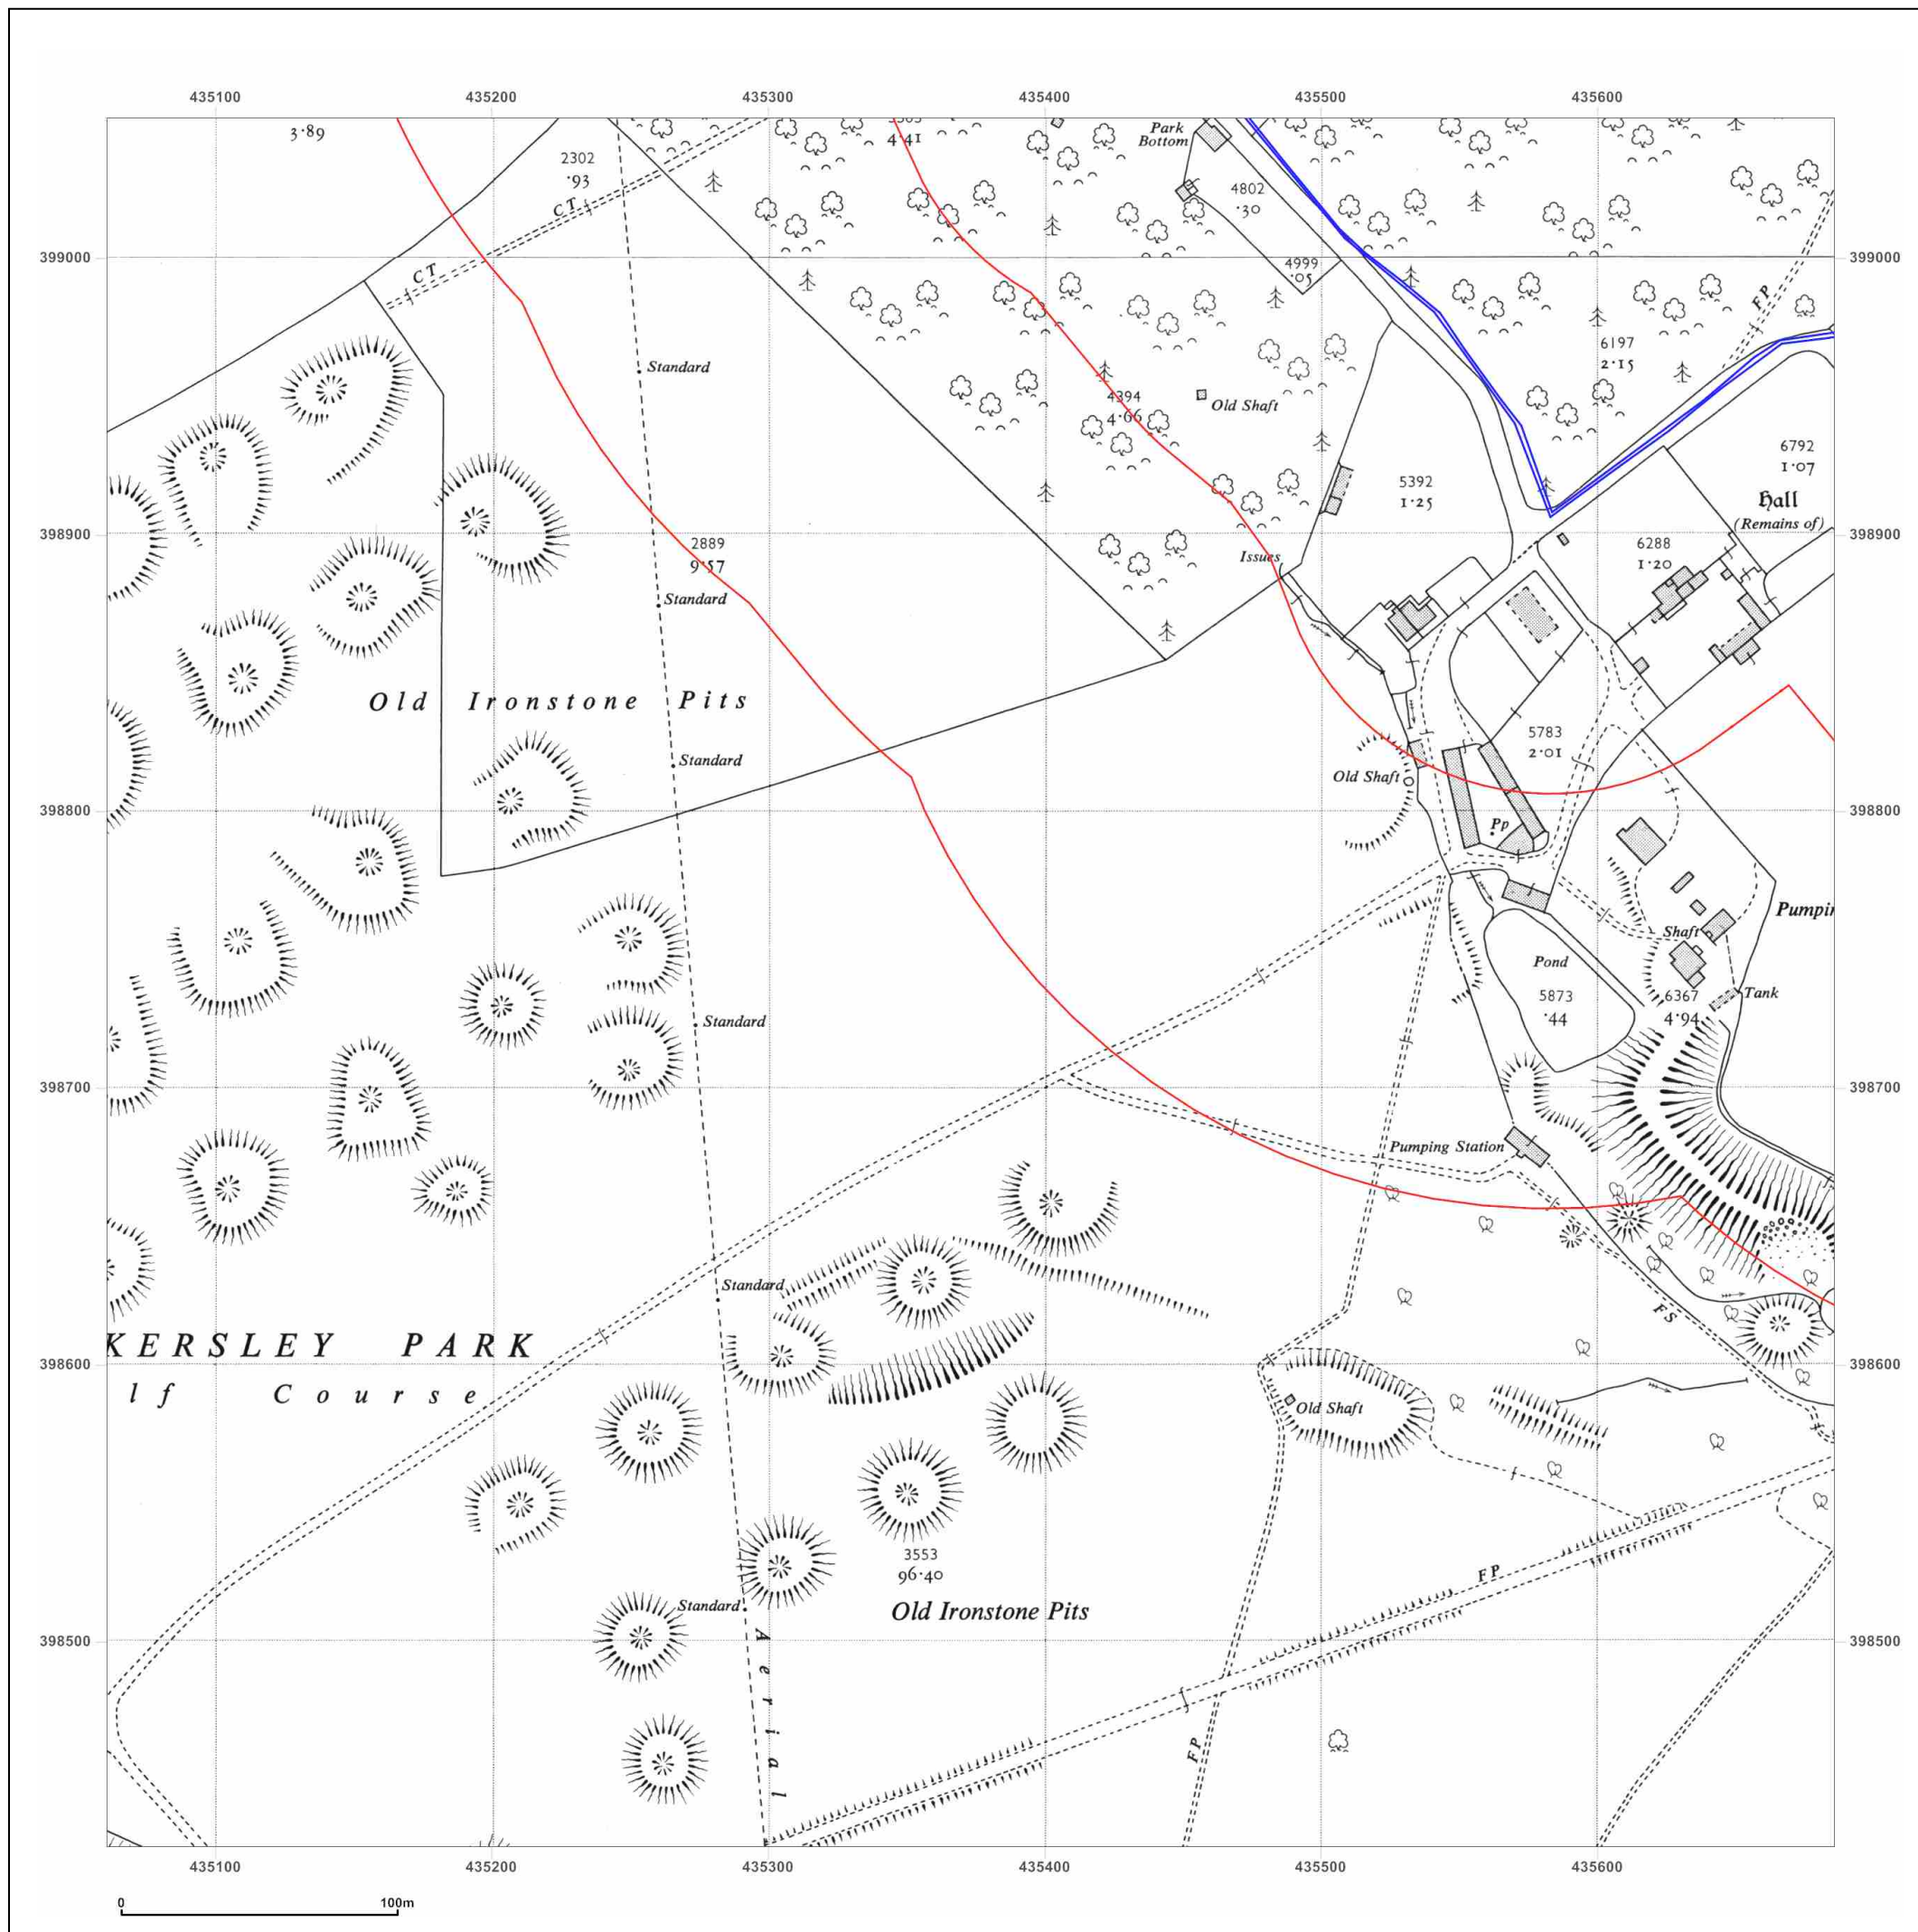 435100 435200 435300 435400 435500 435600
3·89
4·41
Park
Bottom
2302
·93
CT
CT
4802
·30
399000 399000
4999
·05
FP
6197
2·15
Standard
4394
4·66
Old Shaft
6792
1·07
5392
1·25
Hall
(Remains of)
398900 398900
2889
9·57
Issues
6288
1·20
Standard
Old Ironstone Pits
5783
2·01
Standard
Old Shaft
398800 398800
Pp
Pumpin
Shaft
Pond
5873
·44
6367
4·94
Tank
Standard
398700 398700
Pumping Station
Standard
FS
KERSLEY PARK
398600 398600
lf Course
Old Shaft
3553
96·40
FP
Standard
Old Ironstone Pits
398500 398500
Aerial
FP
435100 435200 435300 435400 435500 435600
0 100m